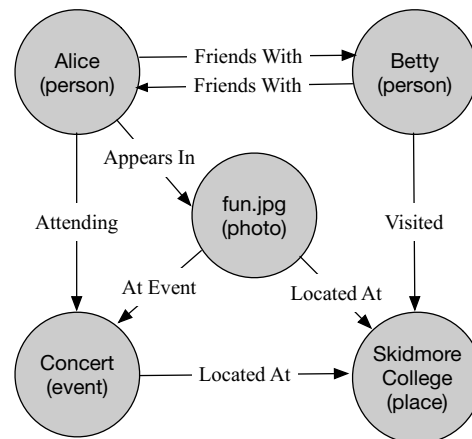 Alice
(person)
Friends With
Friends With
Betty
(person)
Appears In
fun.jpg
(photo)
Attending
Visited
At Event
Located At
Concert
(event)
Located At
Skidmore
College
(place)